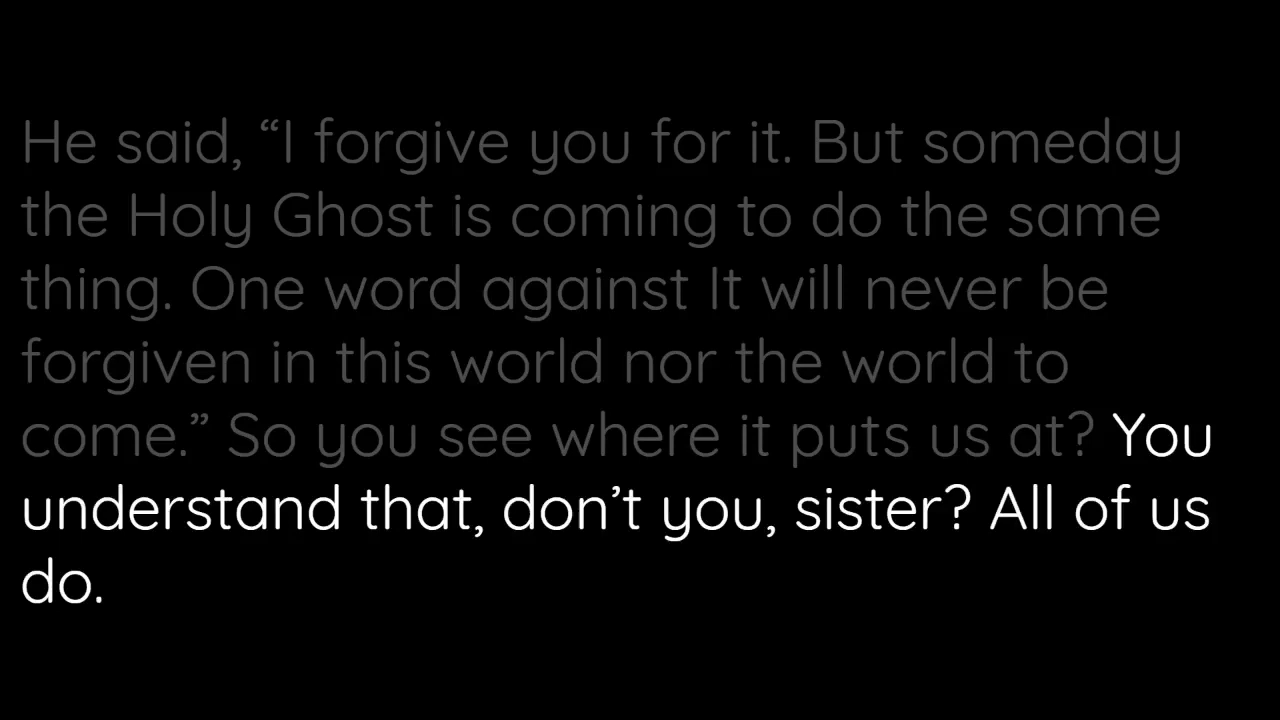 He said, “I forgive you for it. But someday
the Holy Ghost is coming to do the same
thing. One word against It will never be
forgiven in this world nor the world to
come.” So you see where it puts us at? You
understand that, don’t you, sister? All of us
do.